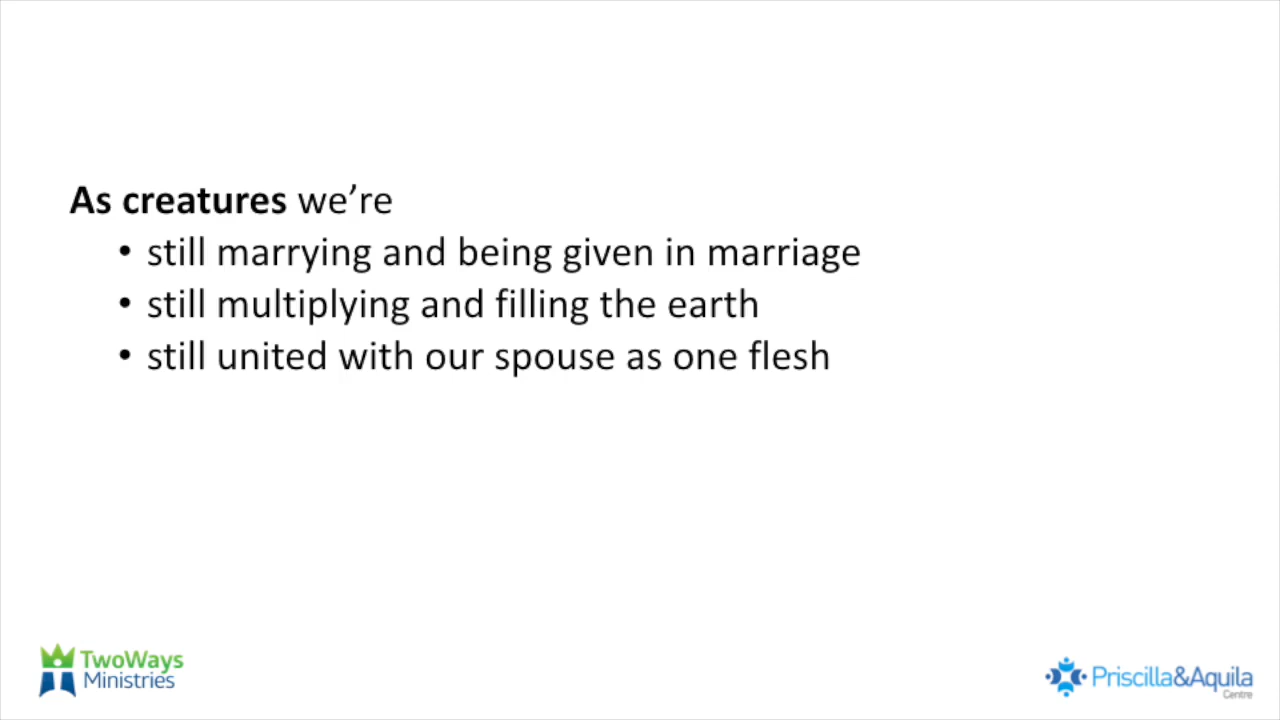 As creatures we’re
• still marrying and being given in marriage
• still multiplying and filling the earth
• still united with our spouse as one flesh
TwoWays
Ministries
Priscilla&Aquila
Centre